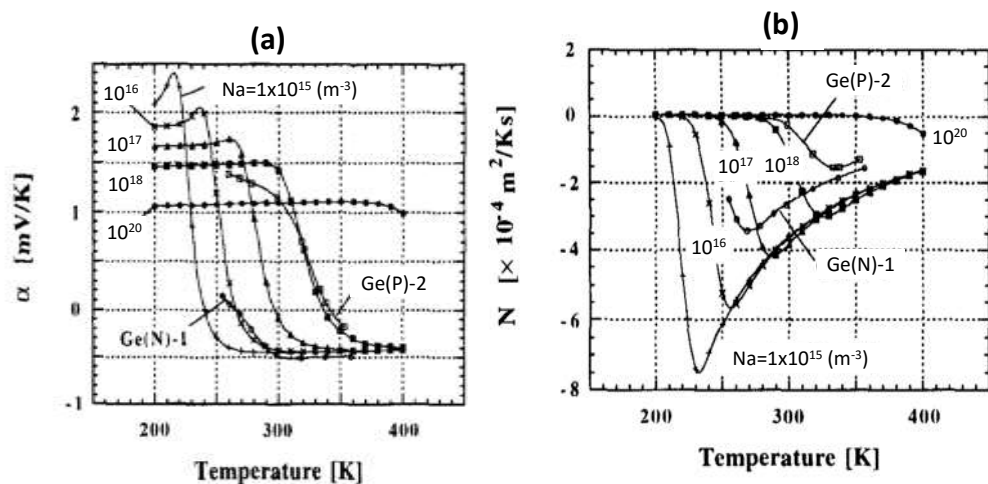 (a)
α [mV/K]
2
1
0
-1
10¹⁶
Na=1x10¹⁵ (m⁻³)
10¹⁷
10¹⁸
10²⁰
Ge(P)-2
Ge(N)-1
200
300
400
Temperature [K]
(b)
N [× 10⁻⁴ m²/Ks]
2
0
-2
-4
-6
-8
Ge(P)-2
10²⁰
10¹⁷
10¹⁸
10¹⁶
Ge(N)-1
Na=1x10¹⁵ (m⁻³)
200
300
400
Temperature [K]